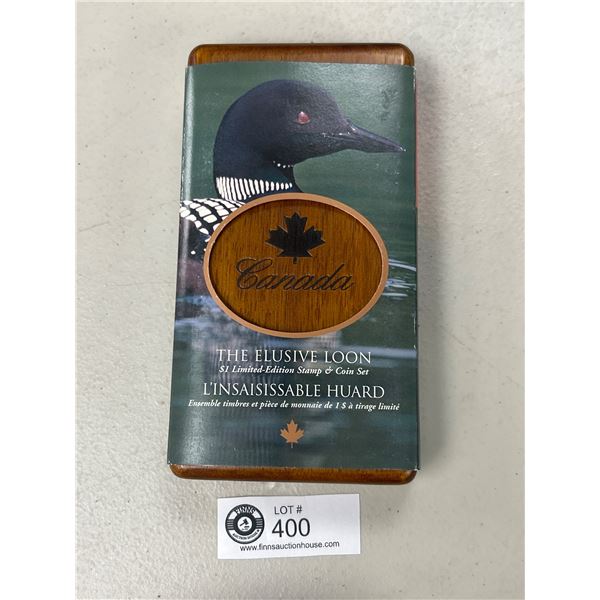 Canada
THE ELUSIVE LOON
$1 Limited-Edition Stamp & Coin Set
L'INSAISISSABLE HUARD
Ensemble timbres et pièce de monnaie de 1 $ à tirage limité
FINNS
LOT #
400
www.finnsauctionhouse.com